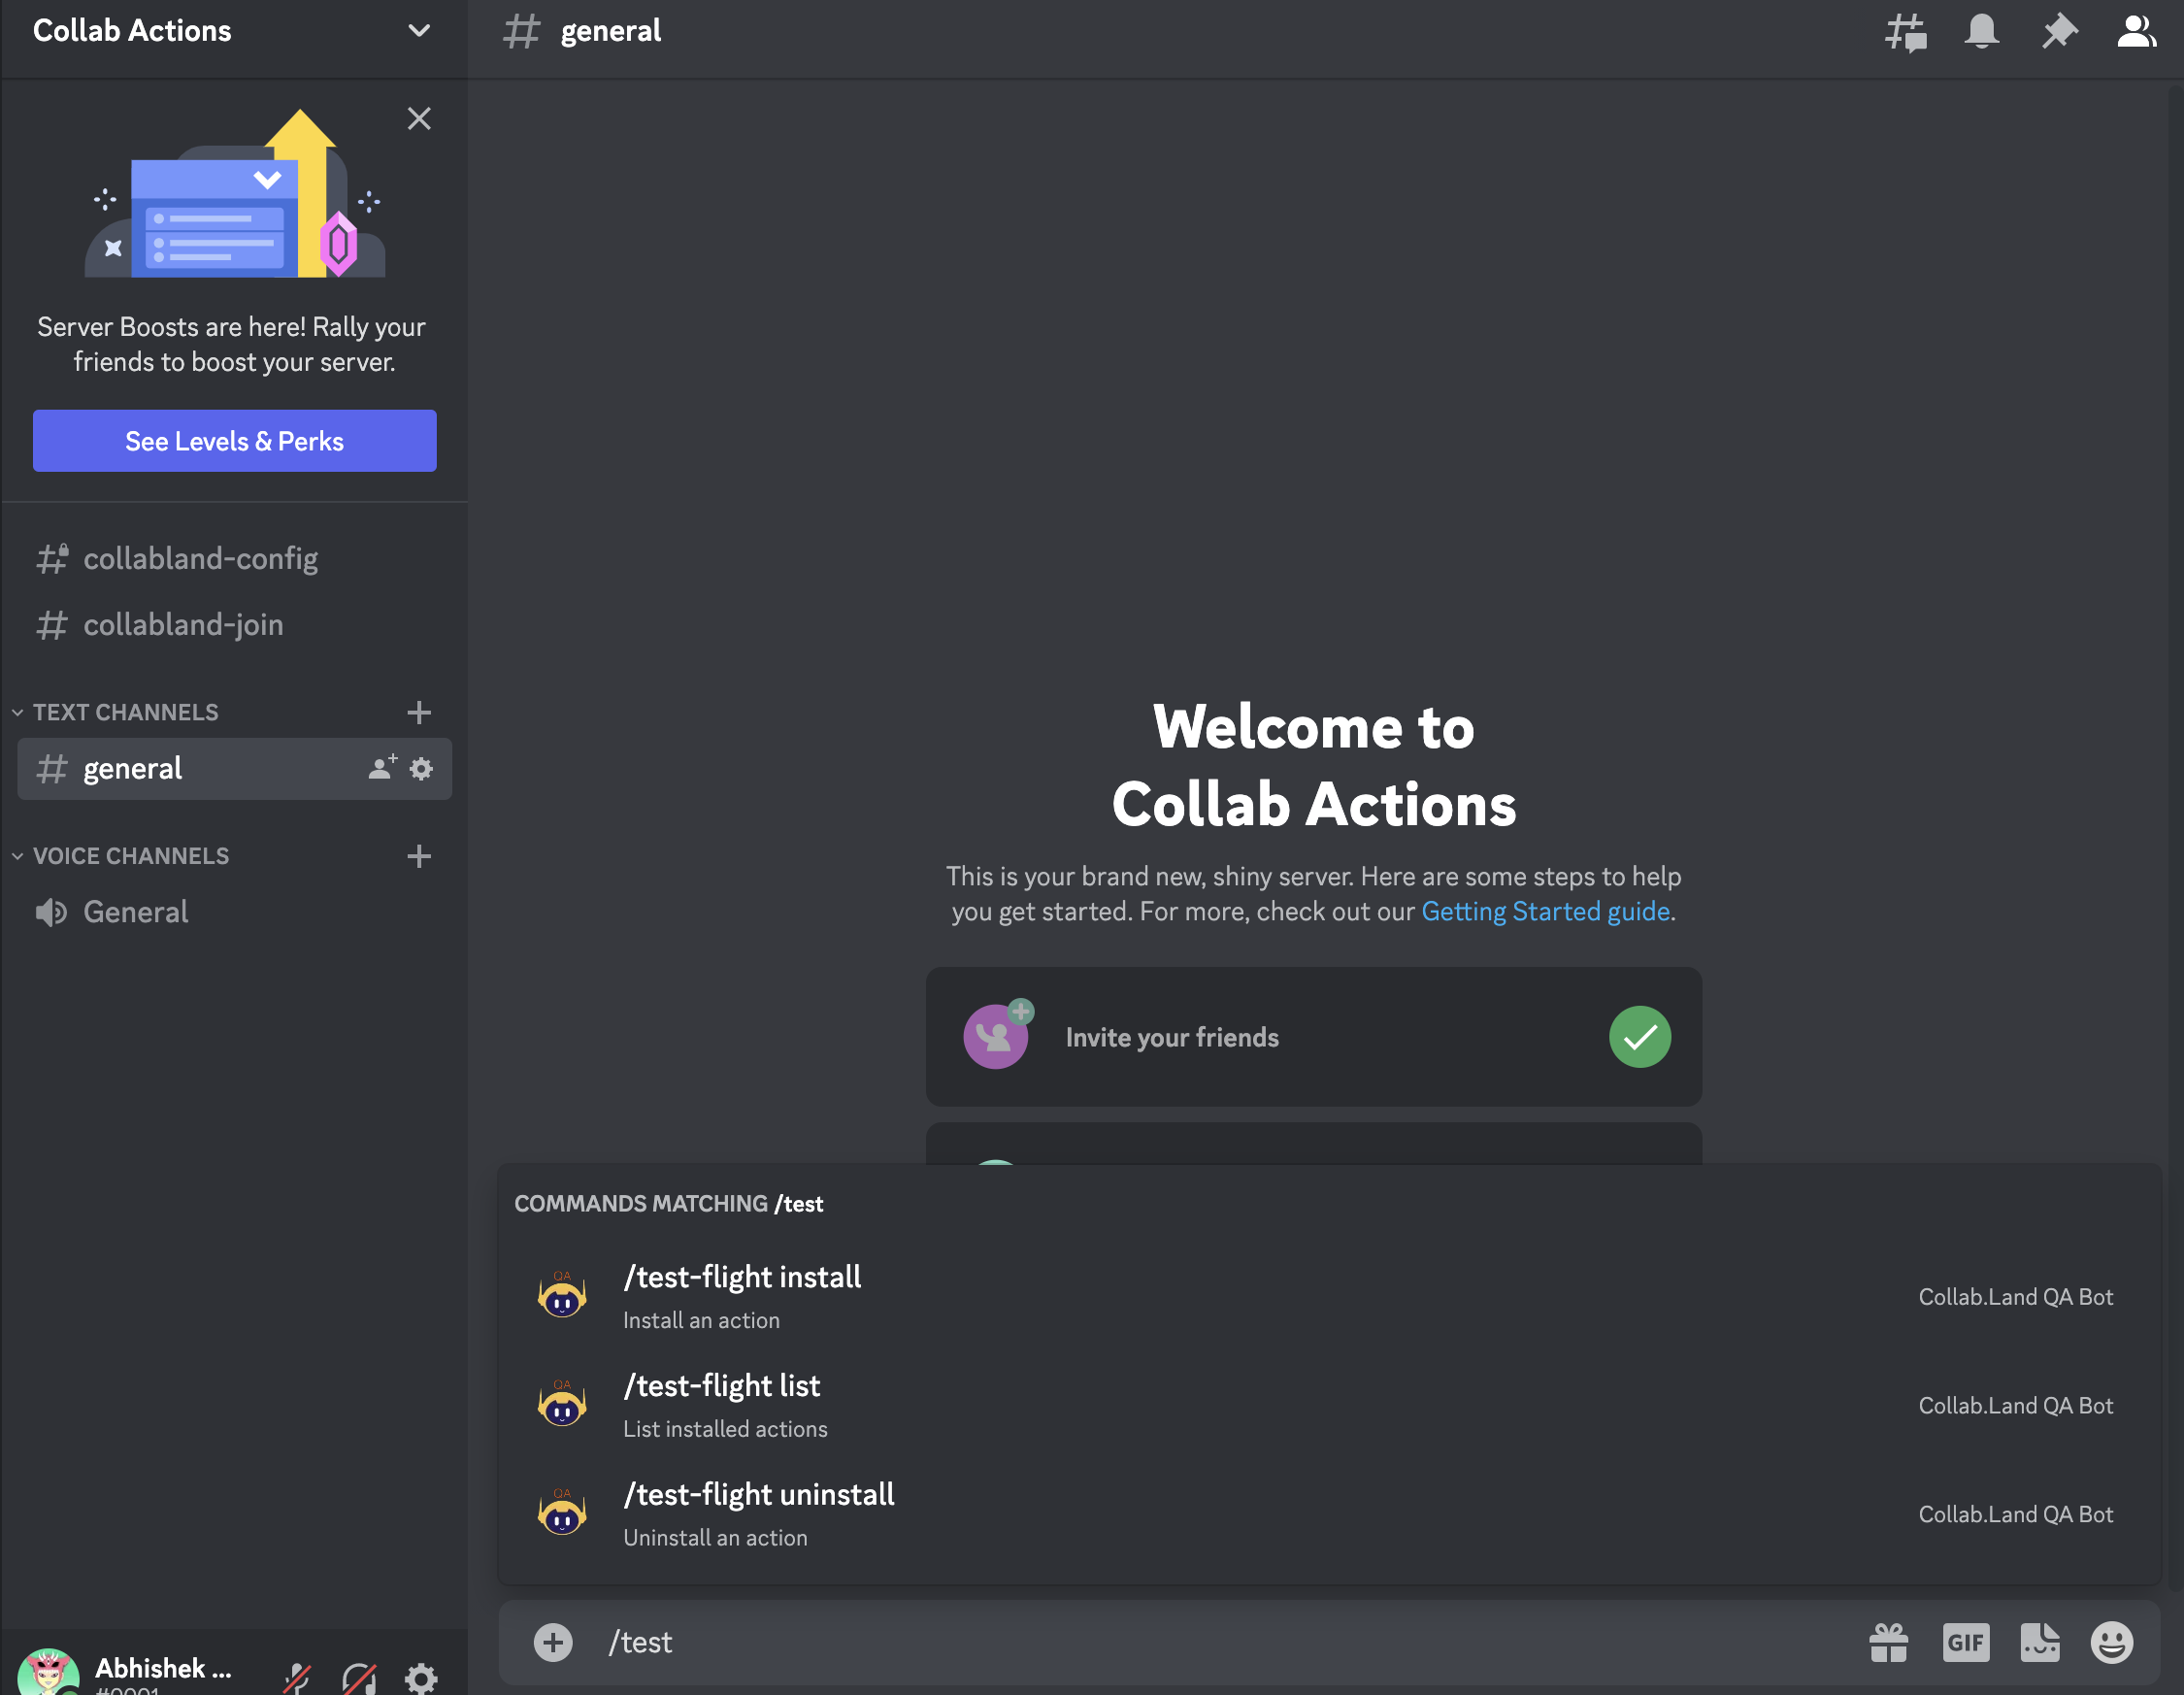 Collab Actions
general
Server Boosts are here! Rally your
friends to boost your server.
See Levels & Perks
collabland-config
collabland-join
TEXT CHANNELS
general
VOICE CHANNELS
General
Abhishek ...
#0001
Welcome to
Collab Actions
This is your brand new, shiny server. Here are some steps to help
you get started. For more, check out our Getting Started guide.
Invite your friends
COMMANDS MATCHING /test
QA
/test-flight install
Install an action
Collab.Land QA Bot
QA
/test-flight list
List installed actions
Collab.Land QA Bot
QA
/test-flight uninstall
Uninstall an action
Collab.Land QA Bot
/test
GIF